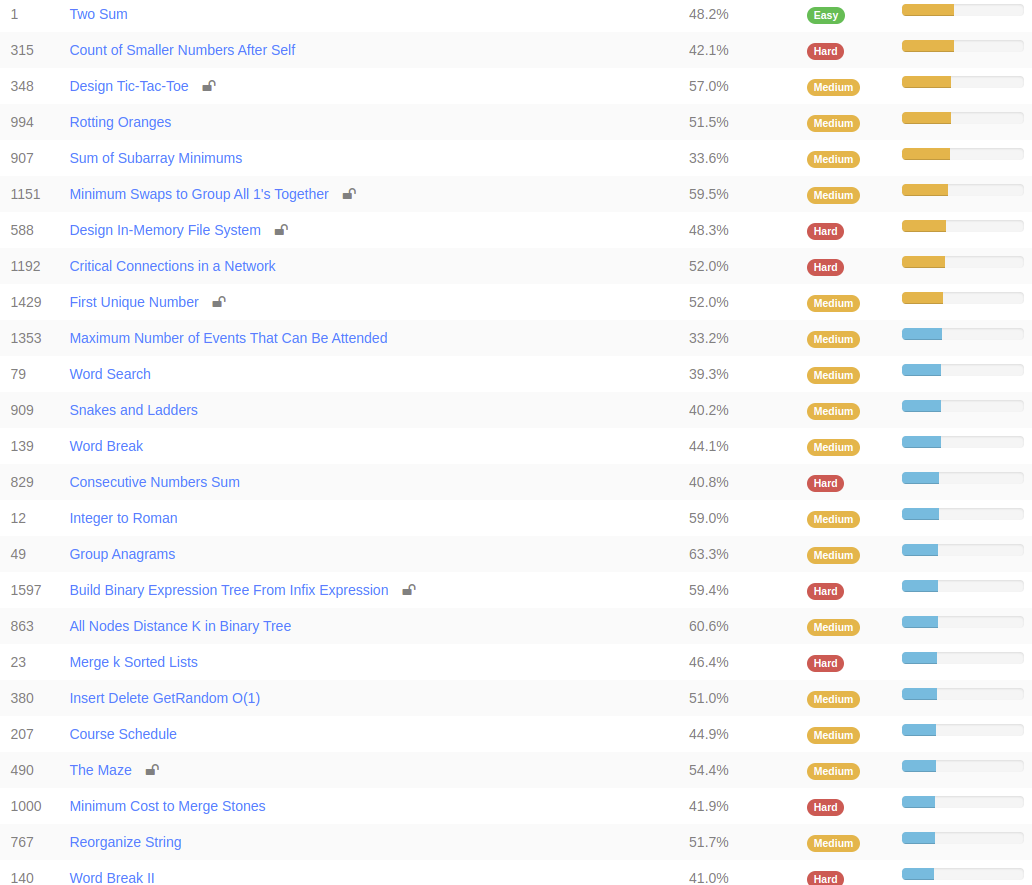 1 Two Sum 48.2% Easy
315 Count of Smaller Numbers After Self 42.1% Hard
348 Design Tic-Tac-Toe 57.0% Medium
994 Rotting Oranges 51.5% Medium
907 Sum of Subarray Minimums 33.6% Medium
1151 Minimum Swaps to Group All 1's Together 59.5% Medium
588 Design In-Memory File System 48.3% Hard
1192 Critical Connections in a Network 52.0% Hard
1429 First Unique Number 52.0% Medium
1353 Maximum Number of Events That Can Be Attended 33.2% Medium
79 Word Search 39.3% Medium
909 Snakes and Ladders 40.2% Medium
139 Word Break 44.1% Medium
829 Consecutive Numbers Sum 40.8% Hard
12 Integer to Roman 59.0% Medium
49 Group Anagrams 63.3% Medium
1597 Build Binary Expression Tree From Infix Expression 59.4% Hard
863 All Nodes Distance K in Binary Tree 60.6% Medium
23 Merge k Sorted Lists 46.4% Hard
380 Insert Delete GetRandom O(1) 51.0% Medium
207 Course Schedule 44.9% Medium
490 The Maze 54.4% Medium
1000 Minimum Cost to Merge Stones 41.9% Hard
767 Reorganize String 51.7% Medium
140 Word Break II 41.0% Hard